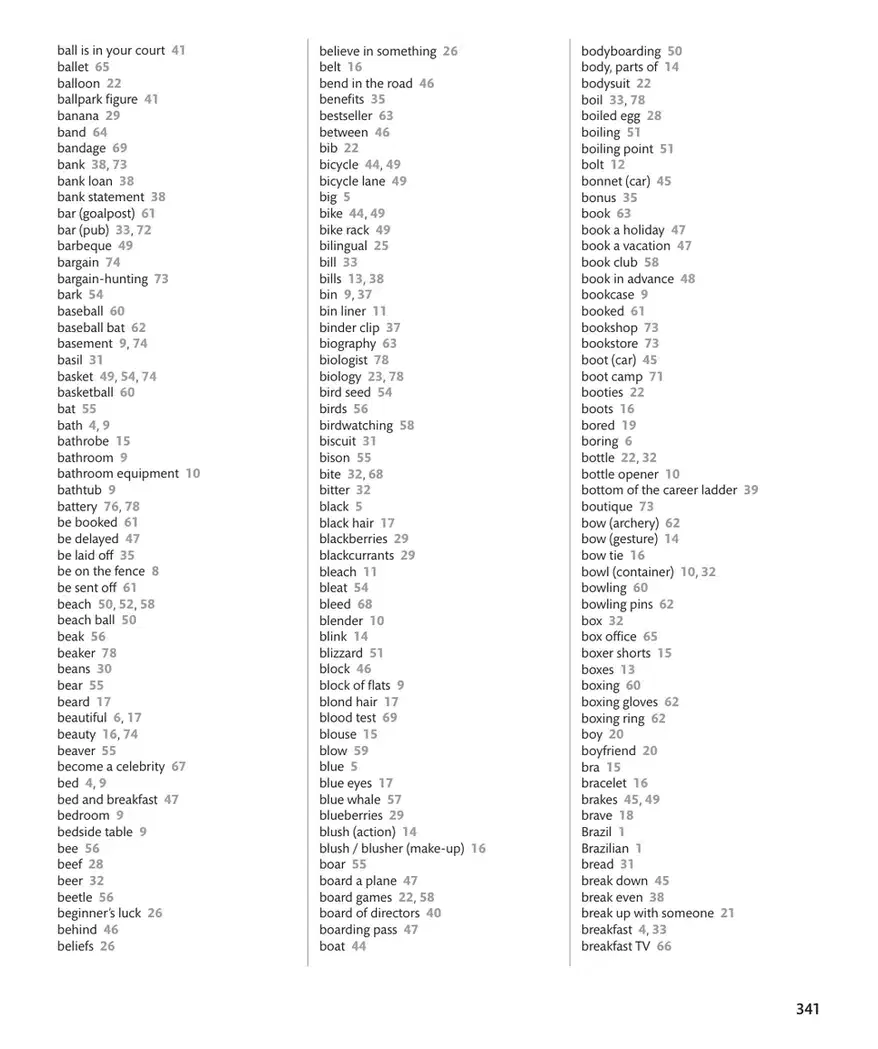 ball is in your court 41
ballet 65
balloon 22
ballpark figure 41
banana 29
band 64
bandage 69
bank 38, 73
bank loan 38
bank statement 38
bar (goalpost) 61
bar (pub) 33, 72
barbeque 49
bargain 74
bargain-hunting 73
bark 54
baseball 60
baseball bat 62
basement 9, 74
basil 31
basket 49, 54, 74
basketball 60
bat 55
bath 4, 9
bathrobe 15
bathroom 9
bathroom equipment 10
bathtub 9
battery 76, 78
be booked 61
be delayed 47
be laid off 35
be on the fence 8
be sent off 61
beach 50, 52, 58
beach ball 50
beak 56
beaker 78
beans 30
bear 55
beard 17
beautiful 6, 17
beauty 16, 74
beaver 55
become a celebrity 67
bed 4, 9
bed and breakfast 47
bedroom 9
bedside table 9
bee 56
beef 28
beer 32
beetle 56
beginner's luck 26
behind 46
beliefs 26
believe in something 26
belt 16
bend in the road 46
benefits 35
bestseller 63
between 46
bib 22
bicycle 44, 49
bicycle lane 49
big 5
bike 44, 49
bike rack 49
bilingual 25
bill 33
bills 13, 38
bin 9, 37
bin liner 11
binder clip 37
biography 63
biologist 78
biology 23, 78
bird seed 54
birds 56
birdwatching 58
biscuit 31
bison 55
bite 32, 68
bitter 32
black 5
black hair 17
blackberries 29
blackcurrants 29
bleach 11
bleat 54
bleed 68
blender 10
blink 14
blizzard 51
block 46
block of flats 9
blond hair 17
blood test 69
blouse 15
blow 59
blue 5
blue eyes 17
blue whale 57
blueberries 29
blush (action) 14
blush / blusher (make-up) 16
boar 55
board a plane 47
board games 22, 58
board of directors 40
boarding pass 47
boat 44
bodyboarding 50
body, parts of 14
bodysuit 22
boil 33, 78
boiled egg 28
boiling 51
boiling point 51
bolt 12
bonnet (car) 45
bonus 35
book 63
book a holiday 47
book a vacation 47
book club 58
book in advance 48
bookcase 9
booked 61
bookshop 73
bookstore 73
boot (car) 45
boot camp 71
booties 22
boots 16
bored 19
boring 6
bottle 22, 32
bottle opener 10
bottom of the career ladder 39
boutique 73
bow (archery) 62
bow (gesture) 14
bow tie 16
bowl (container) 10, 32
bowling 60
bowling pins 62
box 32
box office 65
boxer shorts 15
boxes 13
boxing 60
boxing gloves 62
boxing ring 62
boy 20
boyfriend 20
bra 15
bracelet 16
brakes 45, 49
brave 18
Brazil 1
Brazilian 1
bread 31
break down 45
break even 38
break up with someone 21
breakfast 4, 33
breakfast TV 66
341